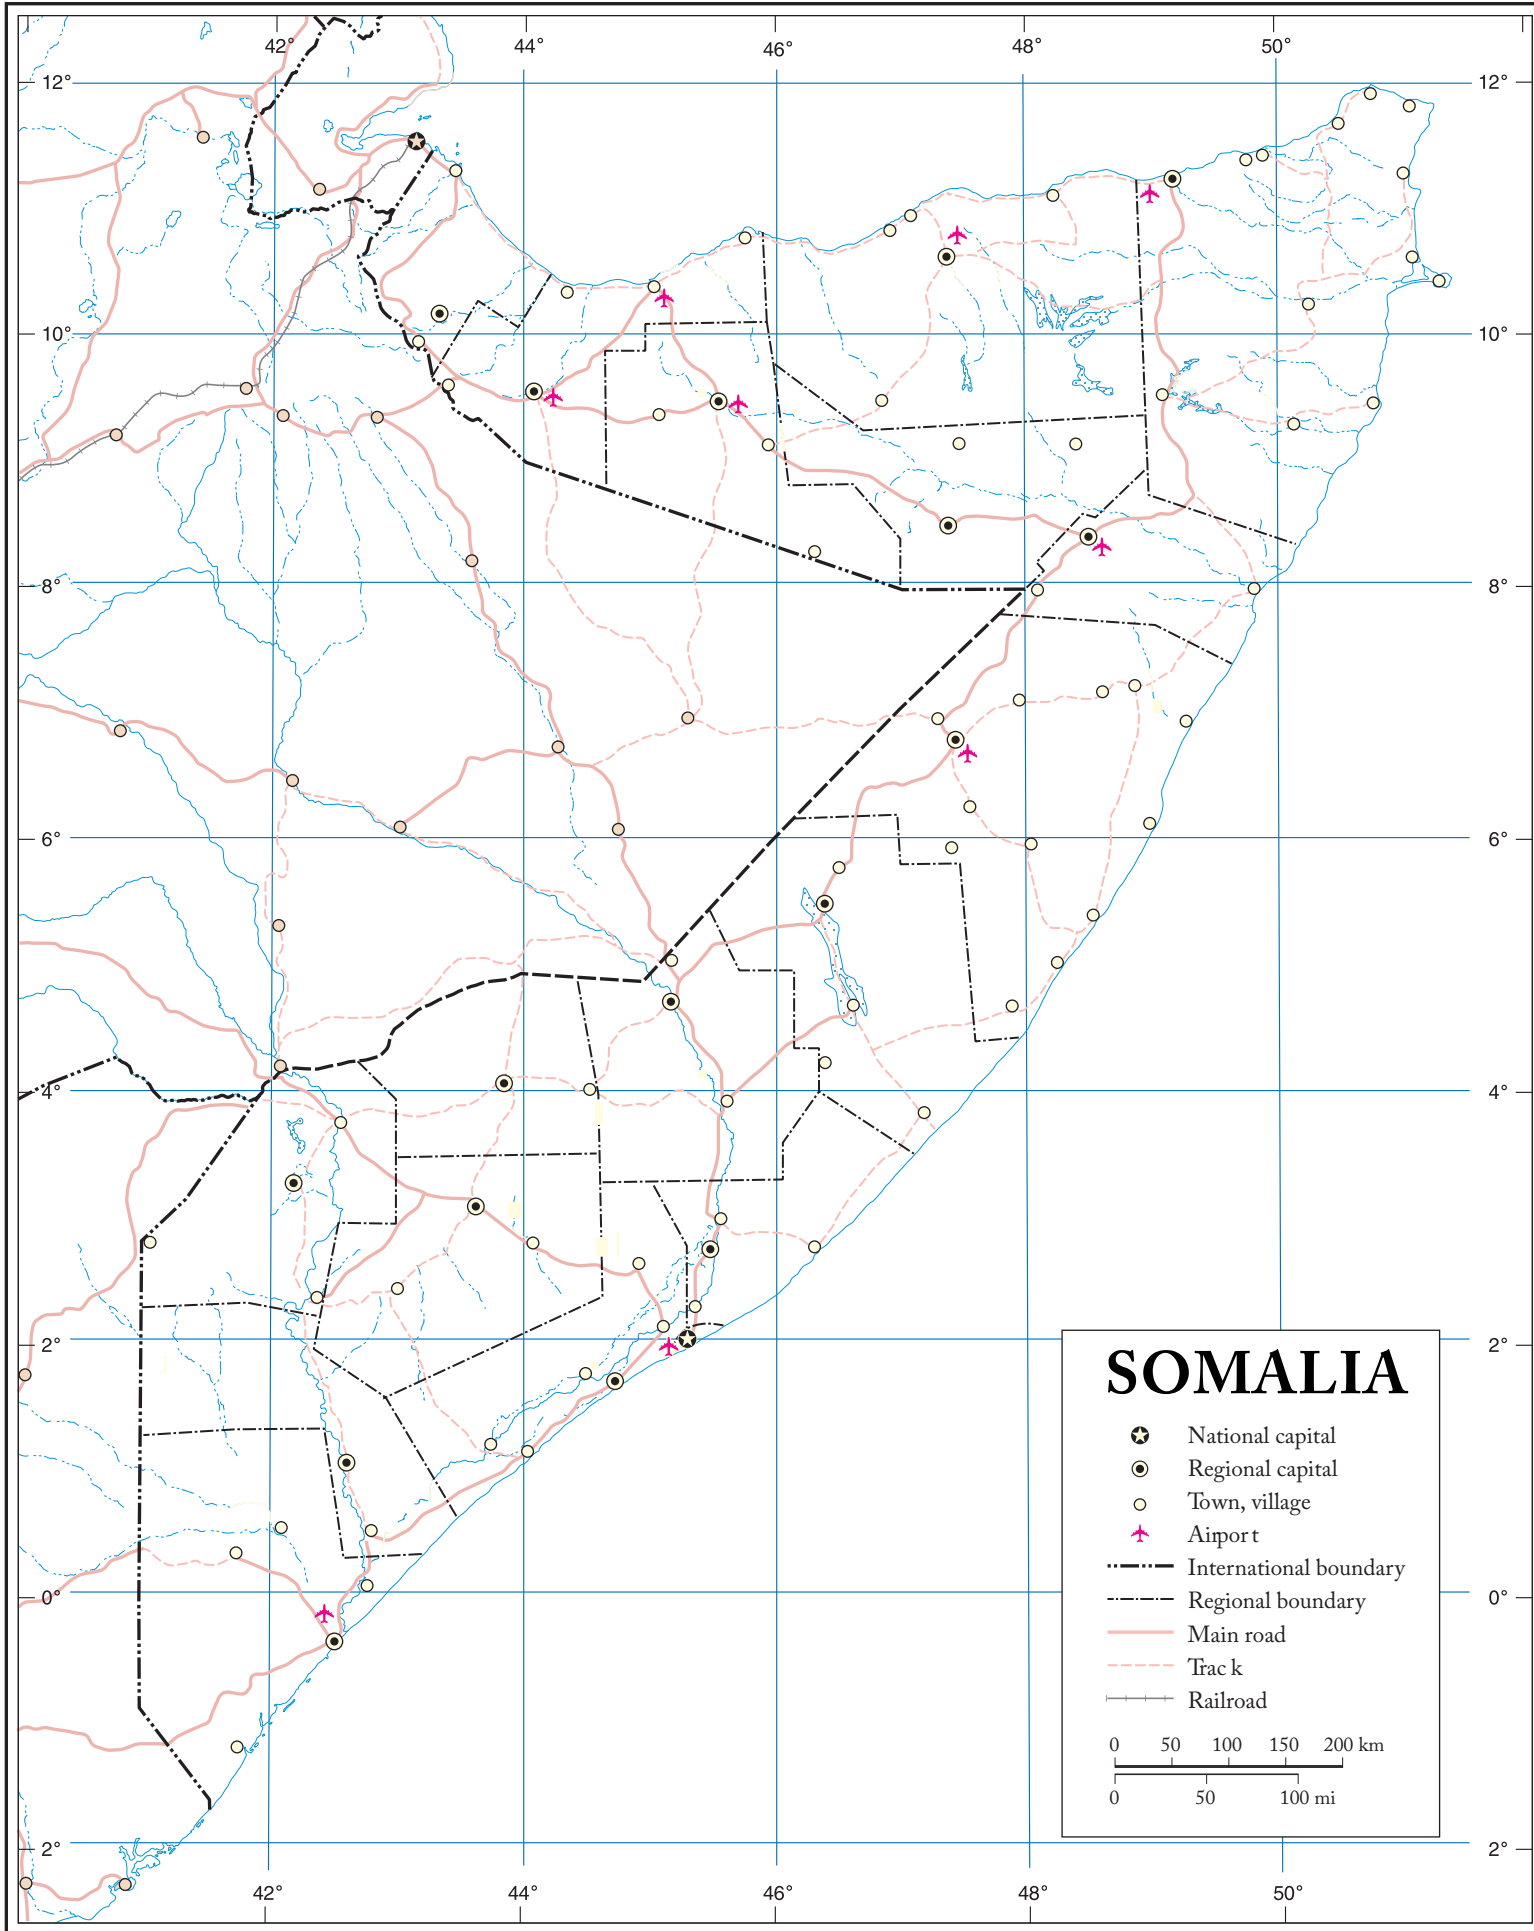 42° 44° 46° 48° 50°
12° 12°
10° 10°
8° 8°
6° 6°
4° 4°
2° 2°
SOMALIA
National capital
Regional capital
Town, village
Airport
International boundary
0° Regional boundary 0°
Main road
Track
Railroad
0 50 100 150 200 km
0 50 100 mi
2° 2°
42° 44° 46° 48° 50°